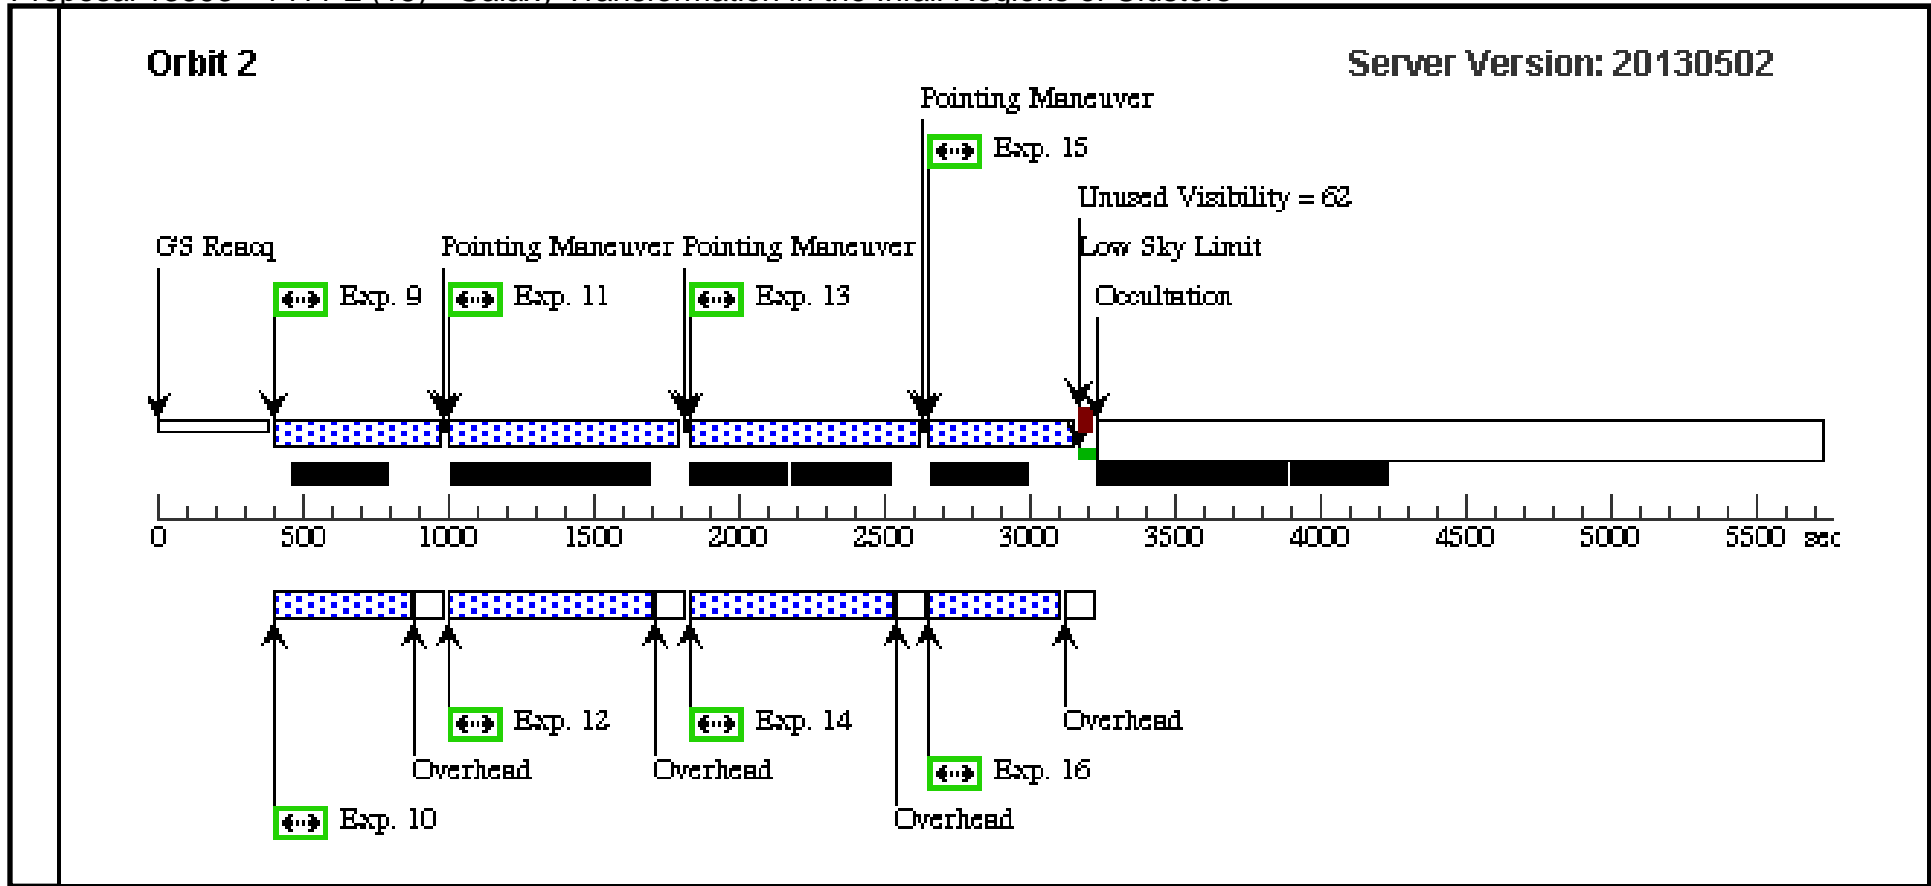 Orbit 2
Server Version: 20130502
Pointing Maneuver
Exp. 15
Unused Visibility = 62
GS Reacq
Pointing Maneuver
Pointing Maneuver
Low Sky Limit
Exp. 9
Exp. 11
Exp. 13
Occultation
0 500 1000 1500 2000 2500 3000 3500 4000 4500 5000 5500 sec
Exp. 12
Exp. 14
Overhead
Overhead
Overhead
Exp. 16
Exp. 10
Overhead